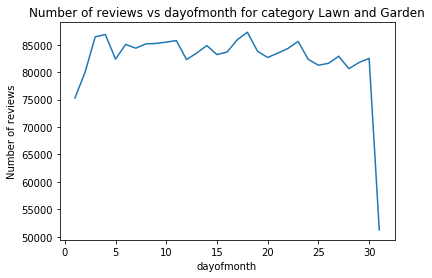 Number of reviews vs dayofmonth for category Lawn and Garden
85000
80000
75000
70000
65000
60000
55000
50000
Number of reviews
0 5 10 15 20 25 30
dayofmonth